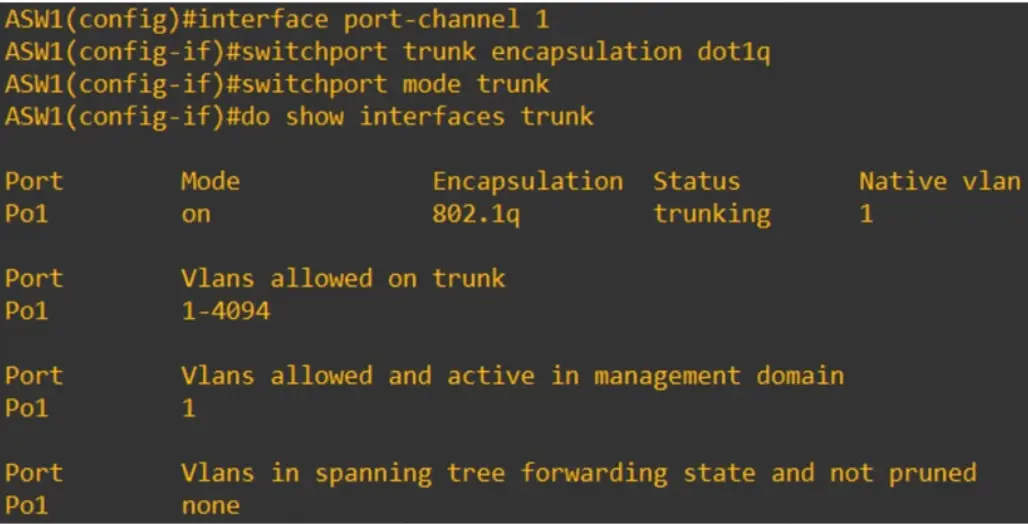 ASW1(config)#interface port-channel 1
ASW1(config-if)#switchport trunk encapsulation dot1q
ASW1(config-if)#switchport mode trunk
ASW1(config-if)#do show interfaces trunk
Port Mode Encapsulation Status Native vlan
Po1 on 802.1q trunking 1
Port Vlans allowed on trunk
Po1 1-4094
Port Vlans allowed and active in management domain
Po1 1
Port Vlans in spanning tree forwarding state and not pruned
Po1 none